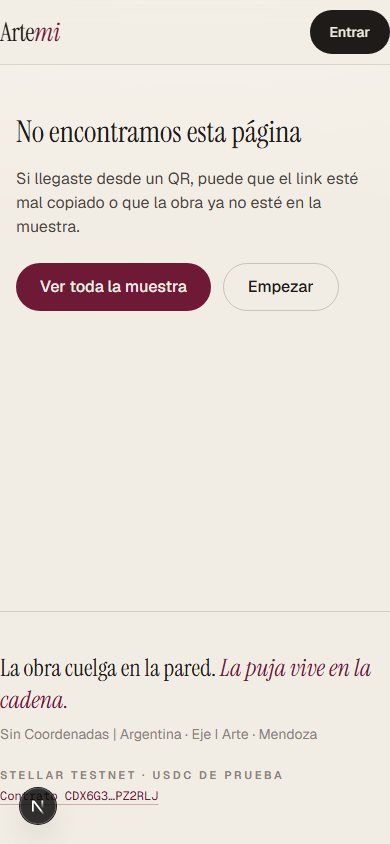 Artemi
Entrar
No encontramos esta página
Si llegaste desde un QR, puede que el link esté
mal copiado o que la obra ya no esté en la
muestra.
Ver toda la muestra
Empezar
La obra cuelga en la pared. La puja vive en la
cadena.
Sin Coordenadas | Argentina · Eje I Arte · Mendoza
STELLAR TESTNET · USDC DE PRUEBA
Contrato CDX6G3…PZ2RLJ
N